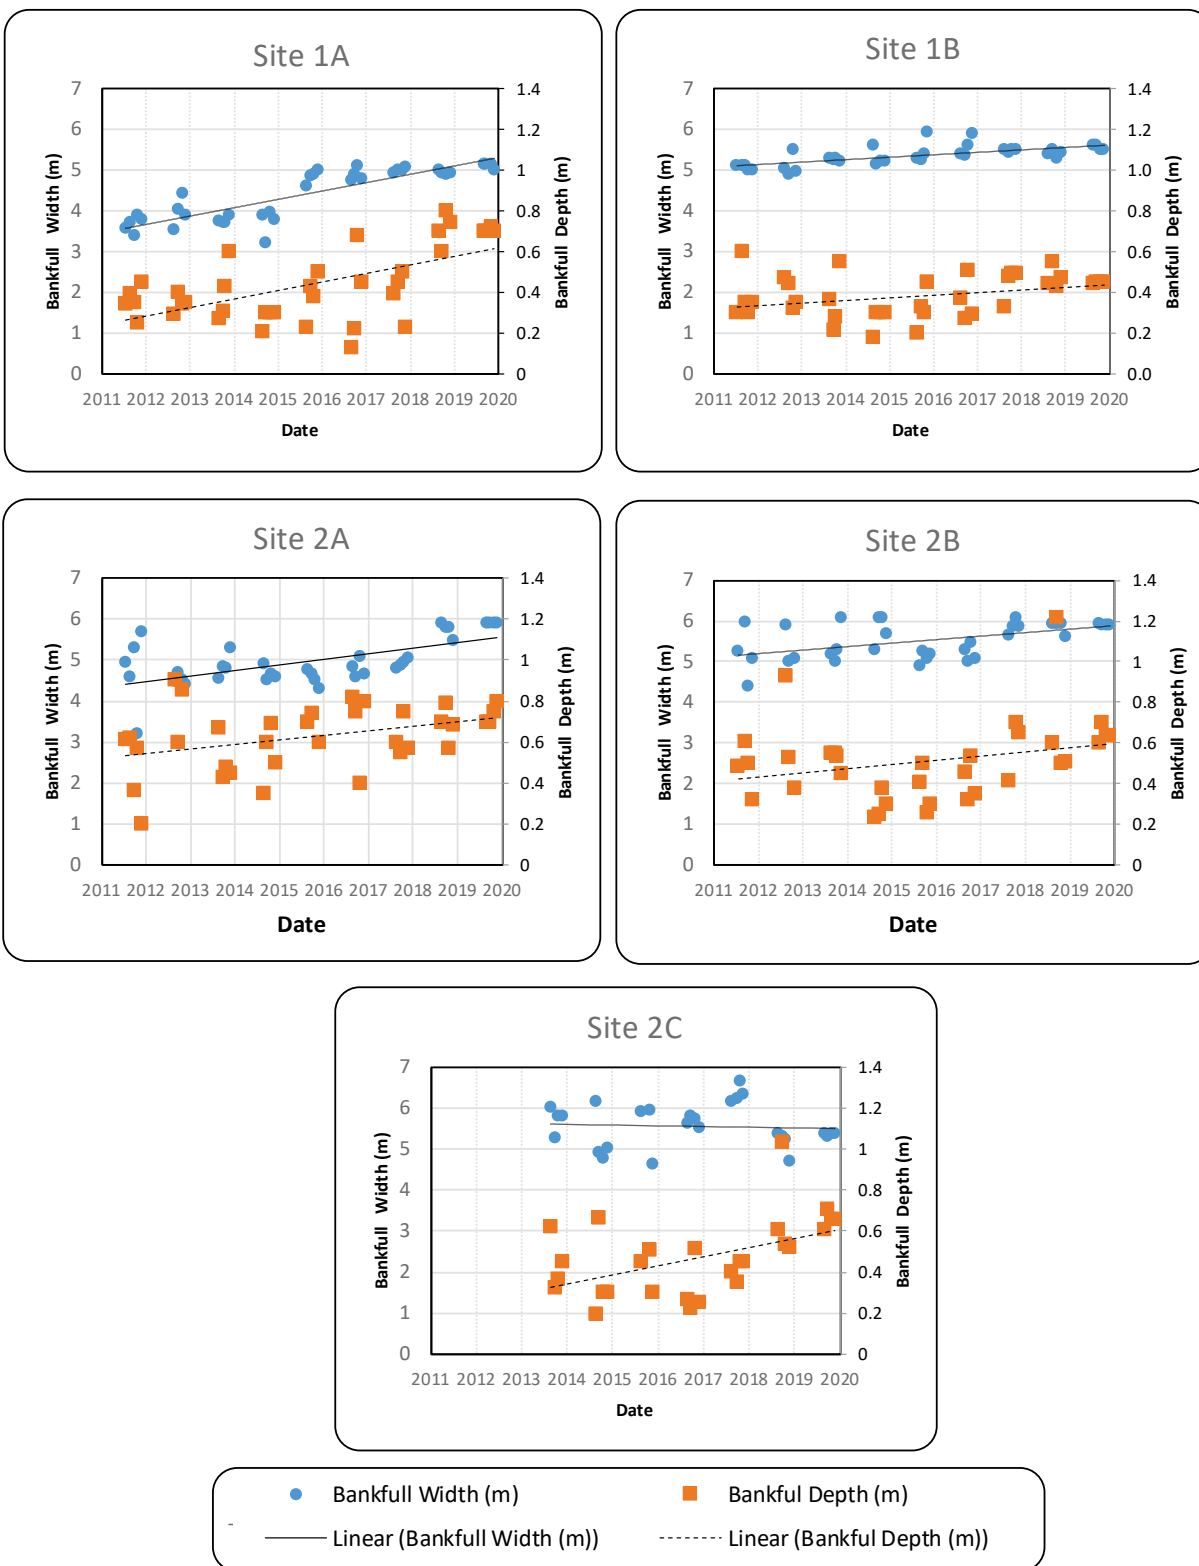 Site 1A
7
6
5
4
3
2
1
0
1.4
1.2
1
0.8
0.6
0.4
0.2
0
Bankfull Width (m)
Bankfull Depth (m)
2011 2012 2013 2014 2015 2016 2017 2018 2019 2020
Date
Site 1B
7
6
5
4
3
2
1
0
1.4
1.2
1.0
0.8
0.6
0.4
0.2
0.0
Bankfull Width (m)
Bankfull Depth (m)
2011 2012 2013 2014 2015 2016 2017 2018 2019 2020
Date
Site 2A
7
6
5
4
3
2
1
0
1.4
1.2
1
0.8
0.6
0.4
0.2
0
Bankfull Width (m)
Bankfull Depth (m)
2011 2012 2013 2014 2015 2016 2017 2018 2019 2020
Date
Site 2B
7
6
5
4
3
2
1
0
1.4
1.2
1
0.8
0.6
0.4
0.2
0
Bankfull Width (m)
Bankfull Depth (m)
2011 2012 2013 2014 2015 2016 2017 2018 2019 2020
Date
Site 2C
7
6
5
4
3
2
1
0
1.4
1.2
1
0.8
0.6
0.4
0.2
0
Bankfull Width (m)
Bankfull Depth (m)
2011 2012 2013 2014 2015 2016 2017 2018 2019 2020
Date
Bankfull Width (m)
Bankful Depth (m)
Linear (Bankfull Width (m))
Linear (Bankful Depth (m))